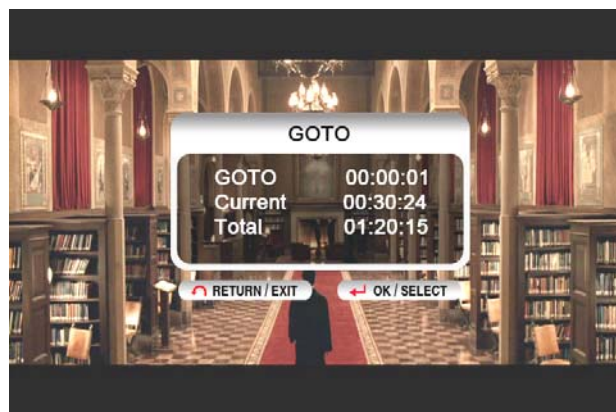 GOTO
GOTO 00:00:01
Current 00:30:24
Total 01:20:15
RETURN / EXIT OK / SELECT